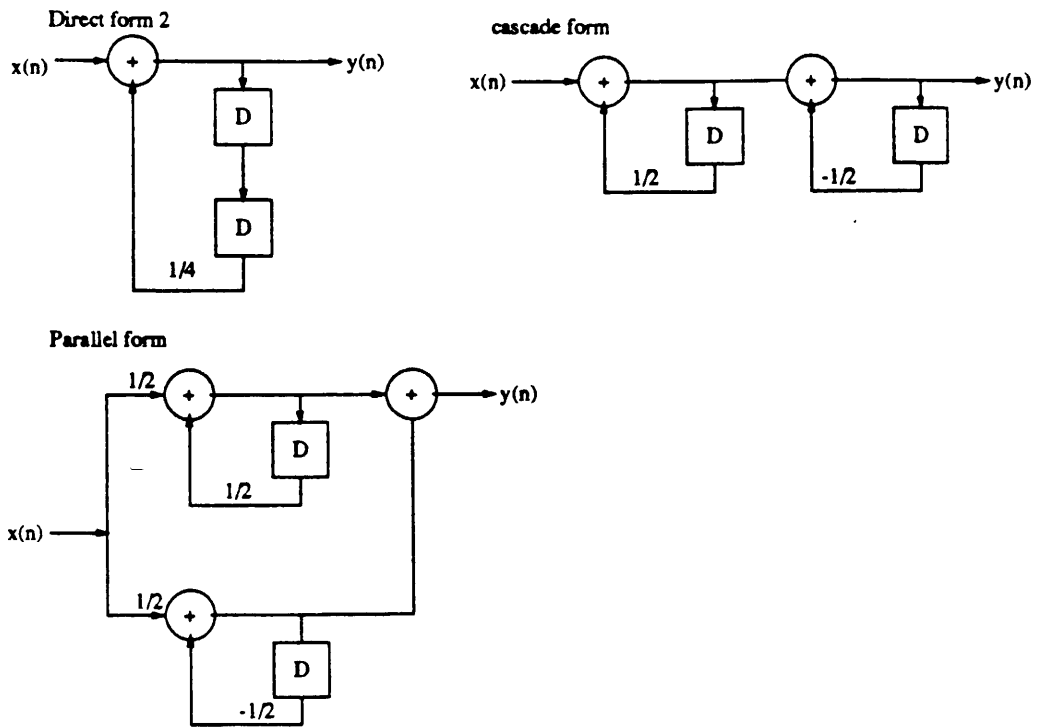 Direct form 2
x(n) + y(n)
D
D
1/4
cascade form
x(n) + + y(n)
D D
1/2 -1/2
Parallel form
1/2 + + y(n)
D
1/2
x(n)
1/2 +
D
-1/2